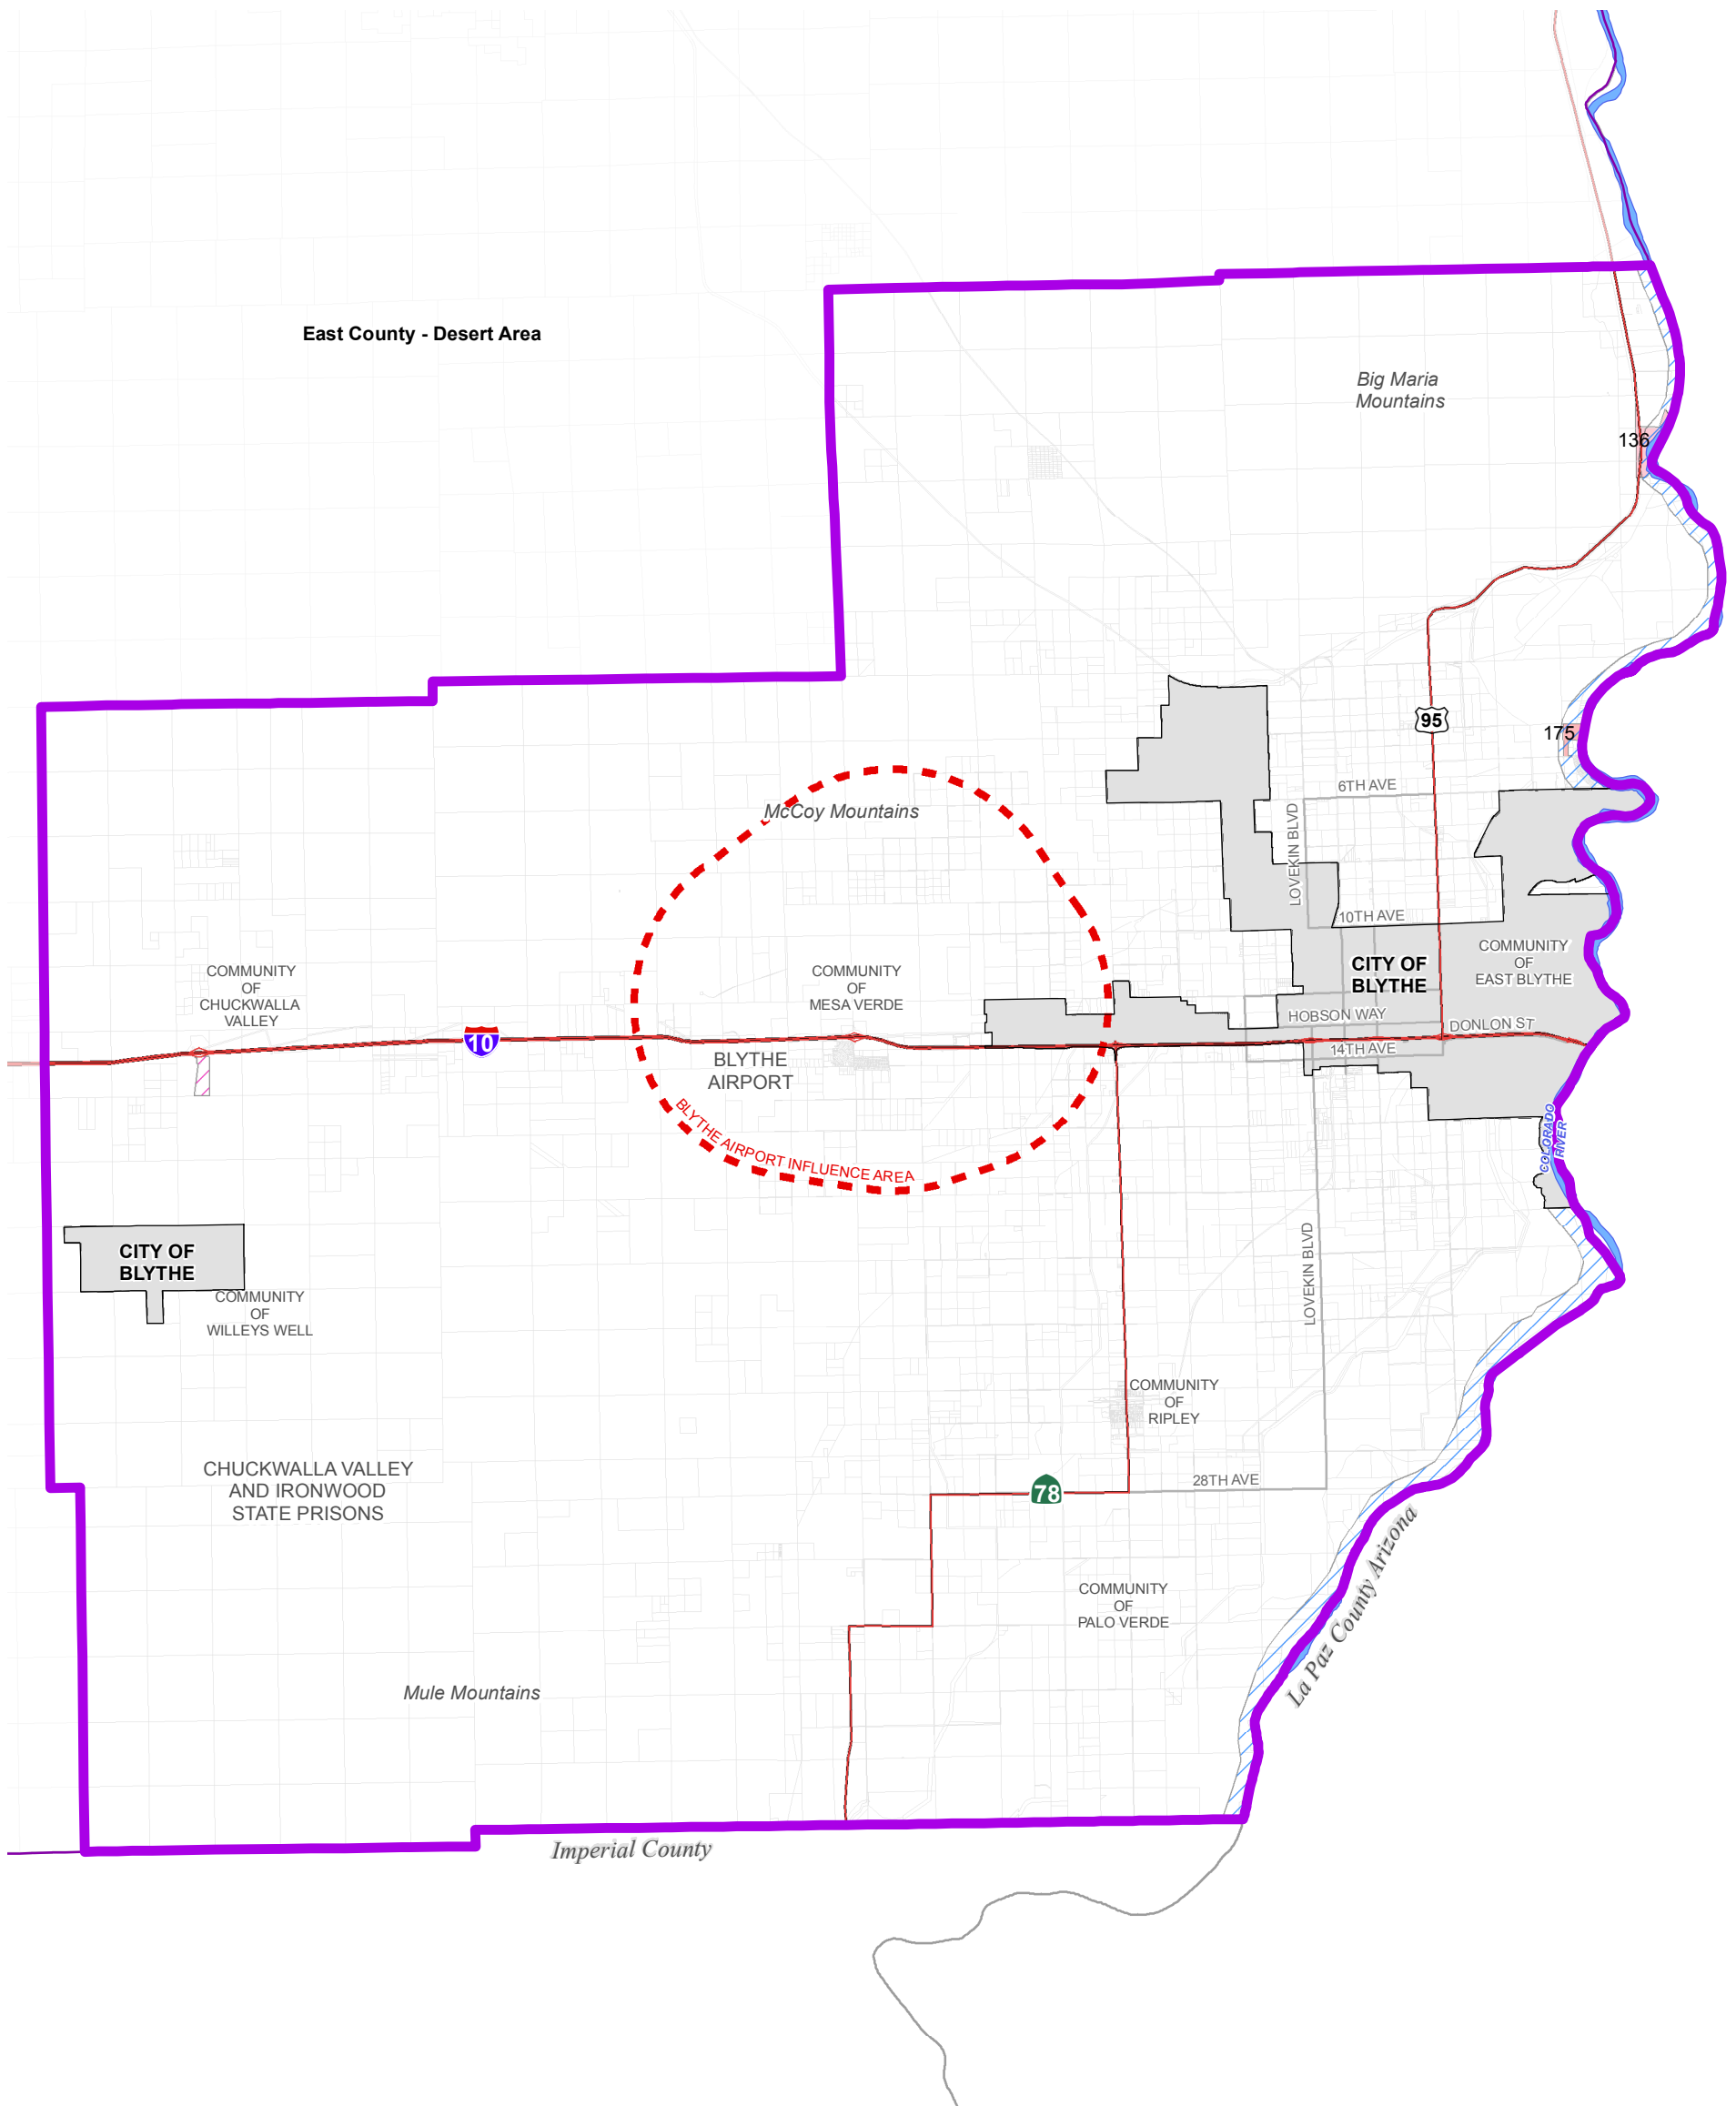 East County - Desert Area
Big Maria
Mountains
136
95
175
6TH AVE
McCoy Mountains
LOVEKIN BLVD
10TH AVE
COMMUNITY
OF
EAST BLYTHE
CITY OF
BLYTHE
COMMUNITY
OF
CHUCKWALLA
VALLEY
COMMUNITY
OF
MESA VERDE
HOBSON WAY
DONLON ST
10
14TH AVE
BLYTHE
AIRPORT
BLYTHE AIRPORT INFLUENCE AREA
COLORADO
RIVER
CITY OF
BLYTHE
COMMUNITY
OF
WILLEYS WELL
LOVEKIN BLVD
COMMUNITY
OF
RIPLEY
CHUCKWALLA VALLEY
AND IRONWOOD
STATE PRISONS
28TH AVE
78
La Paz County Arizona
COMMUNITY
OF
PALO VERDE
Mule Mountains
Imperial County